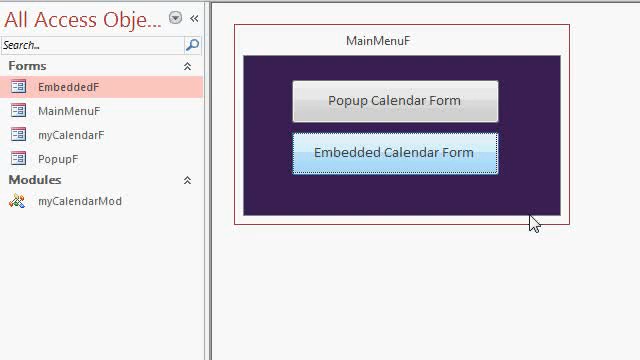 All Access Obje...
Search...
Forms
EmbeddedF
MainMenuF
myCalendarF
PopupF
Modules
myCalendarMod
MainMenuF
Popup Calendar Form
Embedded Calendar Form